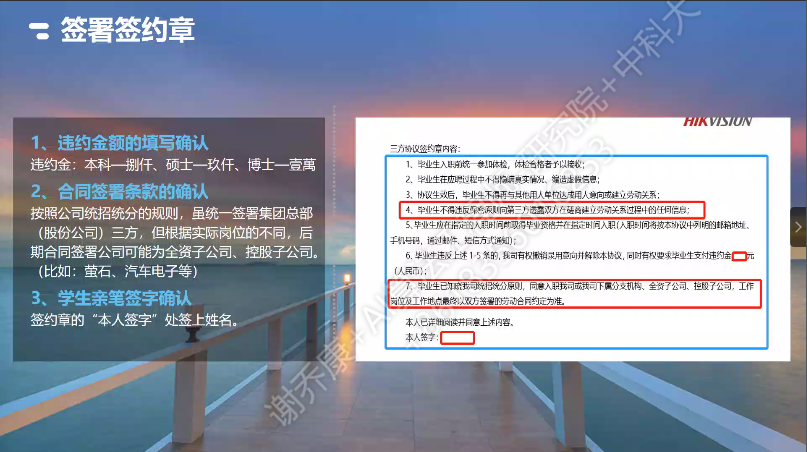 签署签约章
1、违约金额的填写确认
违约金：本科—捌仟、硕士—玖仟、博士—壹萬
2、合同签署条款的确认
按照公司统招统分的规则，虽统一签署集团总部
（股份公司）三方，但根据实际岗位的不同，后
期合同签署公司可能为全资子公司、控股子公司。
（比如：萤石、汽车电子等）
3、学生亲笔签字确认
签约章的“本人签字”处签上姓名。
HIKVISION
三方协议签约章内容：
1、毕业生入职前统一参加体检，体检合格者予以接收；
2、毕业生在应聘过程中不得隐瞒真实情况、编造虚假信息；
3、协议生效后，毕业生不得再与其他用人单位达成用人意向或建立劳动关系；
4、毕业生不得违反保密原则向第三方透露双方在磋商建立劳动关系过程中的任何信息；
5、毕业生应在指定的入职时间前取得毕业资格并在指定时间入职（入职时间将按本协议中列明的邮箱地址、
手机号码，通过邮件、短信方式通知）；
6、毕业生违反上述 1-5 条的，我司有权撤销录用意向并解除本协议，同时有权要求毕业生支付违约金 元
（人民币）；
7、毕业生已知晓我司统招统分原则，同意入职我司或我司下属分支机构、全资子公司、控股子公司，工作
岗位及工作地点最终以双方签署的劳动合同约定为准。
本人已详细阅读并同意上述内容。
本人签字：
谢乔康+AI
研究院+中科大